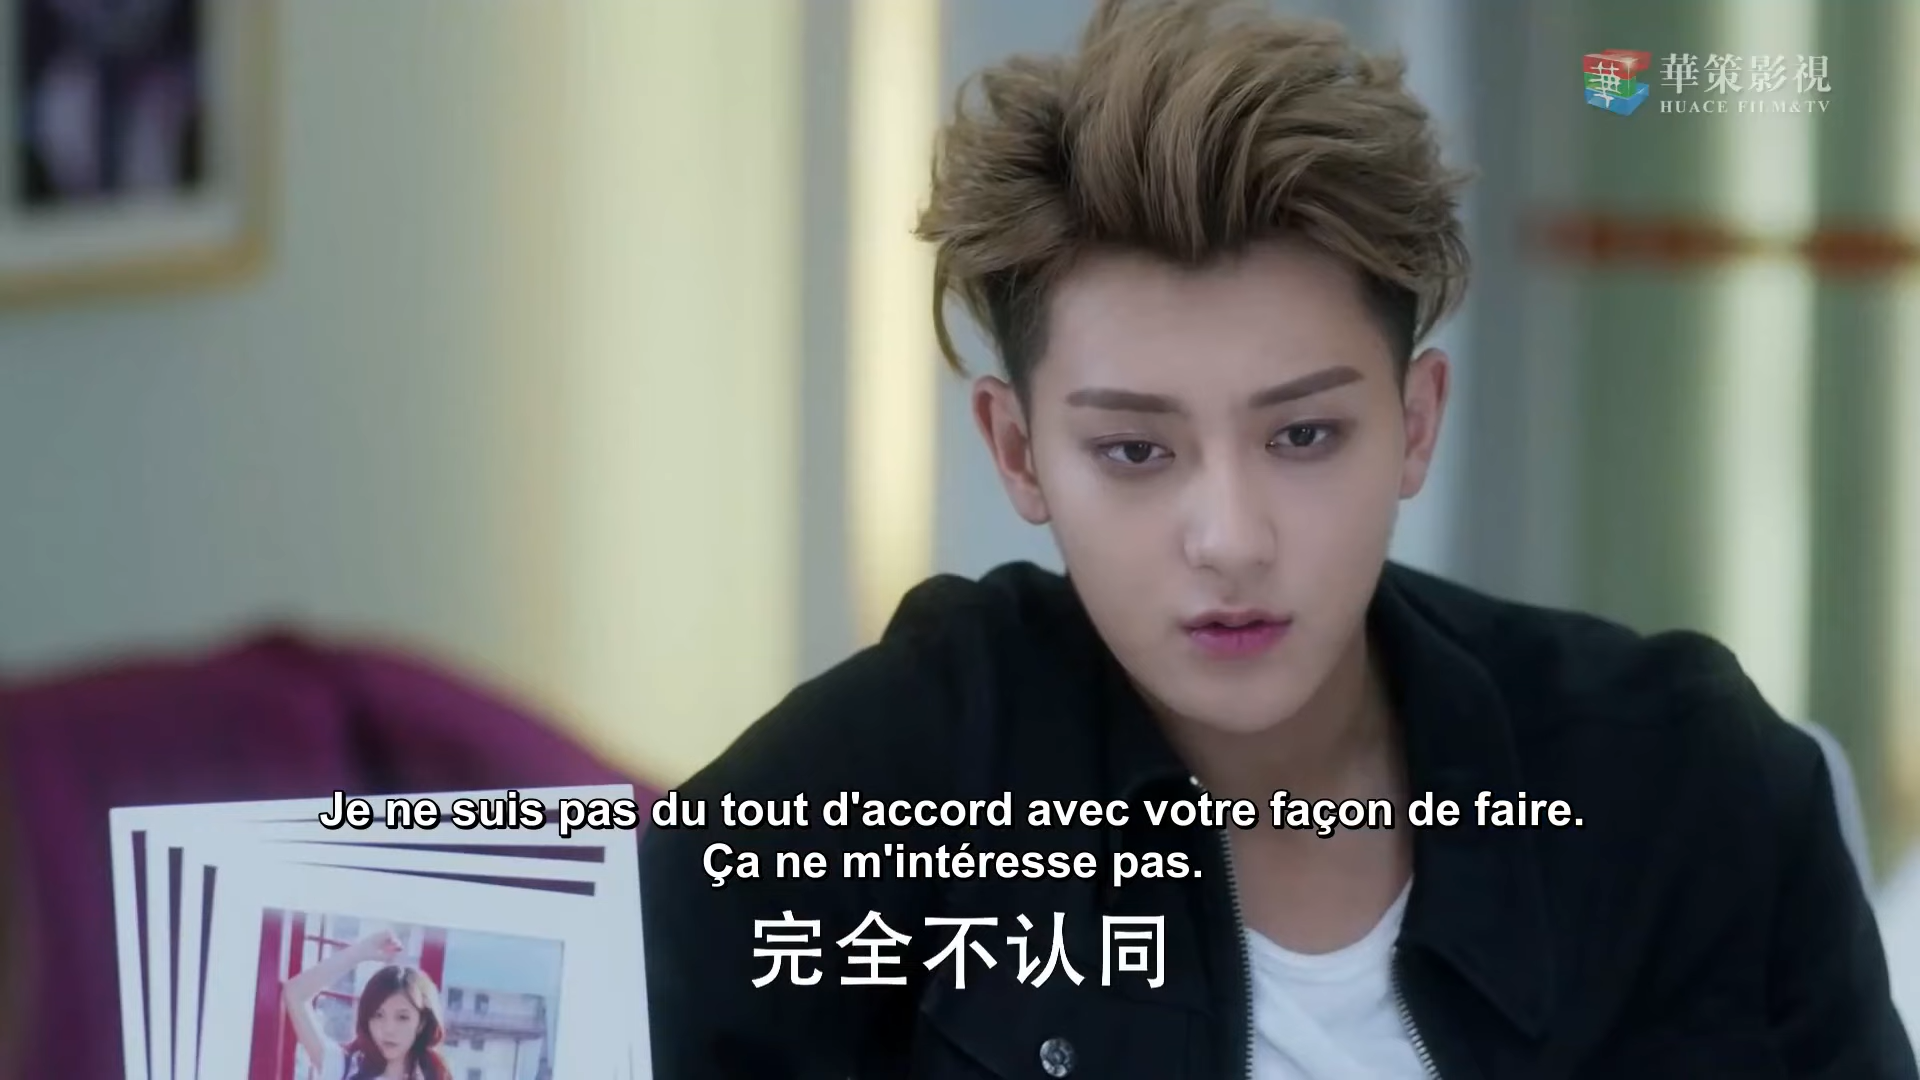 華策影視
HUACE FILM&TV
Je ne suis pas du tout d'accord avec votre façon de faire.
Ça ne m'intéresse pas.
完全不认同